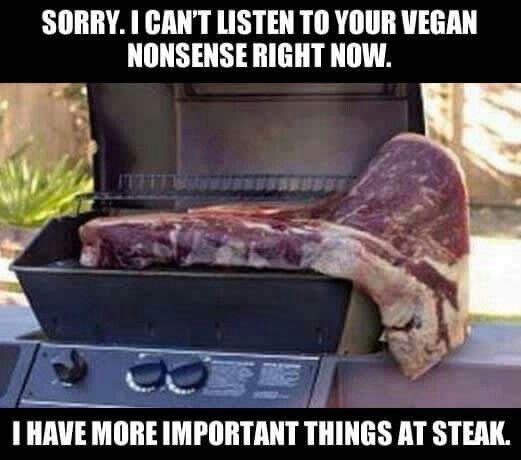 SORRY. I CAN'T LISTEN TO YOUR VEGAN
NONSENSE RIGHT NOW.
I HAVE MORE IMPORTANT THINGS AT STEAK.